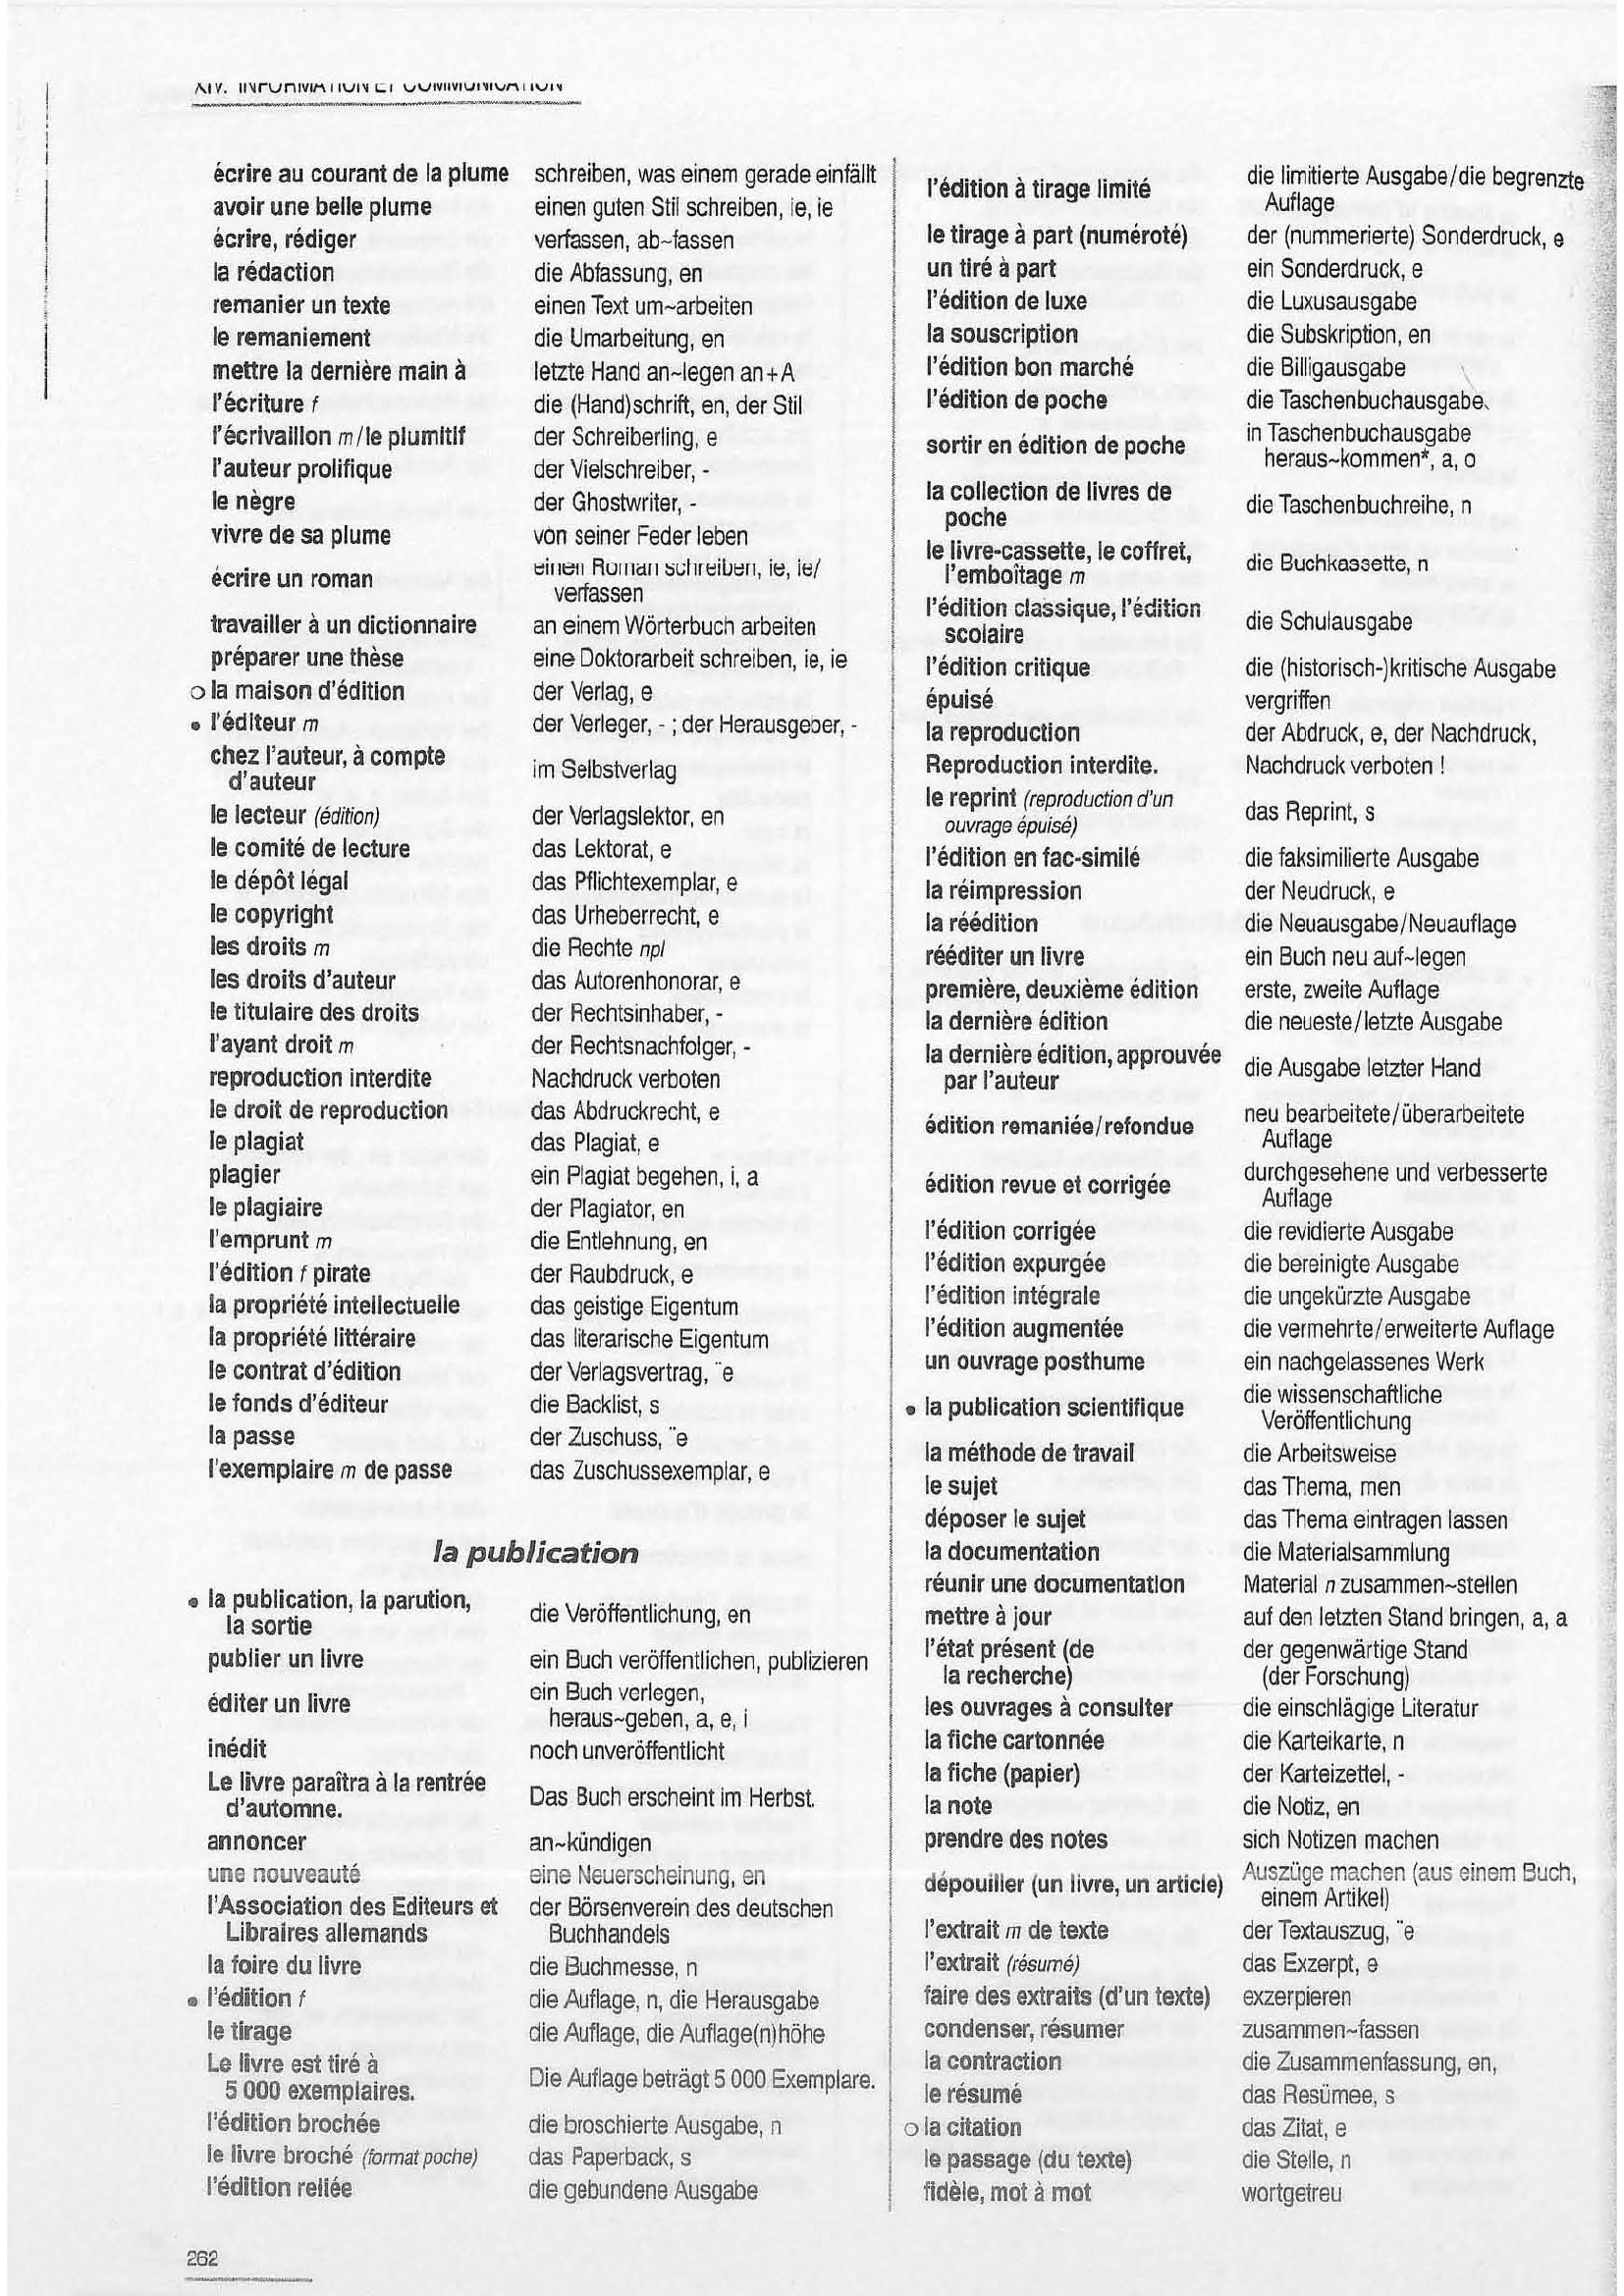 XIV. INFORMATION ET COMMUNICATION
écrire au courant de la plume schreiben, was einem gerade einfällt
avoir une belle plume einen guten Stil schreiben, ie, ie
écrire, rédiger verfassen, ab~fassen
la rédaction die Abfassung, en
remanier un texte einen Text um~arbeiten
le remaniement die Umarbeitung, en
mettre la dernière main à letzte Hand an~legen an+A
l'écriture f die (Hand)schrift, en, der Stil
l'écrivaillon m/le plumitif der Schreiberling, e
l'auteur prolifique der Vielschreiber, -
le nègre der Ghostwriter, -
vivre de sa plume von seiner Feder leben
écrire un roman einen Roman schreiben, ie, ie/
verfassen
travailler à un dictionnaire an einem Wörterbuch arbeiten
préparer une thèse eine Doktorarbeit schreiben, ie, ie
o la maison d'édition der Verlag, e
• l'éditeur m der Verleger, - ; der Herausgeber, -
chez l'auteur, à compte
d'auteur im Selbstverlag
le lecteur (édition) der Verlagslektor, en
le comité de lecture das Lektorat, e
le dépôt légal das Pflichtexemplar, e
le copyright das Urheberrecht, e
les droits m die Rechte npl
les droits d'auteur das Autorenhonorar, e
le titulaire des droits der Rechtsinhaber, -
l'ayant droit m der Rechtsnachfolger, -
reproduction interdite Nachdruck verboten
le droit de reproduction das Abdruckrecht, e
le plagiat das Plagiat, e
plagier ein Plagiat begehen, i, a
le plagiaire der Plagiator, en
l'emprunt m die Entlehnung, en
l'édition f pirate der Raubdruck, e
la propriété intellectuelle das geistige Eigentum
la propriété littéraire das literarische Eigentum
le contrat d'édition der Verlagsvertrag, ¨e
le fonds d'éditeur die Backlist, s
la passe der Zuschuss, ¨e
l'exemplaire m de passe das Zuschussexemplar, e
la publication
• la publication, la parution,
la sortie die Veröffentlichung, en
publier un livre ein Buch veröffentlichen, publizieren
éditer un livre ein Buch verlegen,
heraus~geben, a, e, i
inédit noch unveröffentlicht
Le livre paraîtra à la rentrée
d'automne. Das Buch erscheint im Herbst.
annoncer an~kündigen
une nouveauté eine Neuerscheinung, en
l'Association des Editeurs et der Börsenverein des deutschen
Libraires allemands Buchhandels
la foire du livre die Buchmesse, n
• l'édition f die Auflage, n, die Herausgabe
le tirage die Auflage, die Auflage(n)höhe
Le livre est tiré à
5 000 exemplaires. Die Auflage beträgt 5 000 Exemplare.
l'édition brochée die broschierte Ausgabe, n
le livre broché (format poche) das Paperback, s
l'édition reliée die gebundene Ausgabe
l'édition à tirage limité die limitierte Ausgabe/die begrenzte
Auflage
le tirage à part (numéroté) der (nummerierte) Sonderdruck, e
un tiré à part ein Sonderdruck, e
l'édition de luxe die Luxusausgabe
la souscription die Subskription, en
l'édition bon marché die Billigausgabe
l'édition de poche die Taschenbuchausgabe
sortir en édition de poche in Taschenbuchausgabe
heraus~kommen*, a, o
la collection de livres de
poche die Taschenbuchreihe, n
le livre-cassette, le coffret,
l'emboîtage m die Buchkassette, n
l'édition classique, l'édition
scolaire die Schulausgabe
l'édition critique die (historisch-)kritische Ausgabe
épuisé vergriffen
la reproduction der Abdruck, e, der Nachdruck,
Reproduction interdite. Nachdruck verboten !
le reprint (reproduction d'un
ouvrage épuisé) das Reprint, s
l'édition en fac-similé die faksimilierte Ausgabe
la réimpression der Neudruck, e
la réédition die Neuausgabe/Neuauflage
rééditer un livre ein Buch neu auf~legen
première, deuxième édition erste, zweite Auflage
la dernière édition die neueste/letzte Ausgabe
la dernière édition, approuvée
par l'auteur die Ausgabe letzter Hand
édition remaniée/refondue neu bearbeitete/überarbeitete
Auflage
édition revue et corrigée durchgesehene und verbesserte
Auflage
l'édition corrigée die revidierte Ausgabe
l'édition expurgée die bereinigte Ausgabe
l'édition intégrale die ungekürzte Ausgabe
l'édition augmentée die vermehrte/erweiterte Auflage
un ouvrage posthume ein nachgelassenes Werk
• la publication scientifique die wissenschaftliche
Veröffentlichung
la méthode de travail die Arbeitsweise
le sujet das Thema, men
déposer le sujet das Thema eintragen lassen
la documentation die Materialsammlung
réunir une documentation Material n zusammen~stellen
mettre à jour auf den letzten Stand bringen, a, a
l'état présent (de der gegenwärtige Stand
la recherche) (der Forschung)
les ouvrages à consulter die einschlägige Literatur
la fiche cartonnée die Karteikarte, n
la fiche (papier) der Karteizettel, -
la note die Notiz, en
prendre des notes sich Notizen machen
dépouiller (un livre, un article) Auszüge machen (aus einem Buch,
einem Artikel)
l'extrait m de texte der Textauszug, ¨e
l'extrait (résumé) das Exzerpt, e
faire des extraits (d'un texte) exzerpieren
condenser, résumer zusammen~fassen
la contraction die Zusammenfassung, en,
le résumé das Resümee, s
o la citation das Zitat, e
le passage (du texte) die Stelle, n
fidèle, mot à mot wortgetreu
262